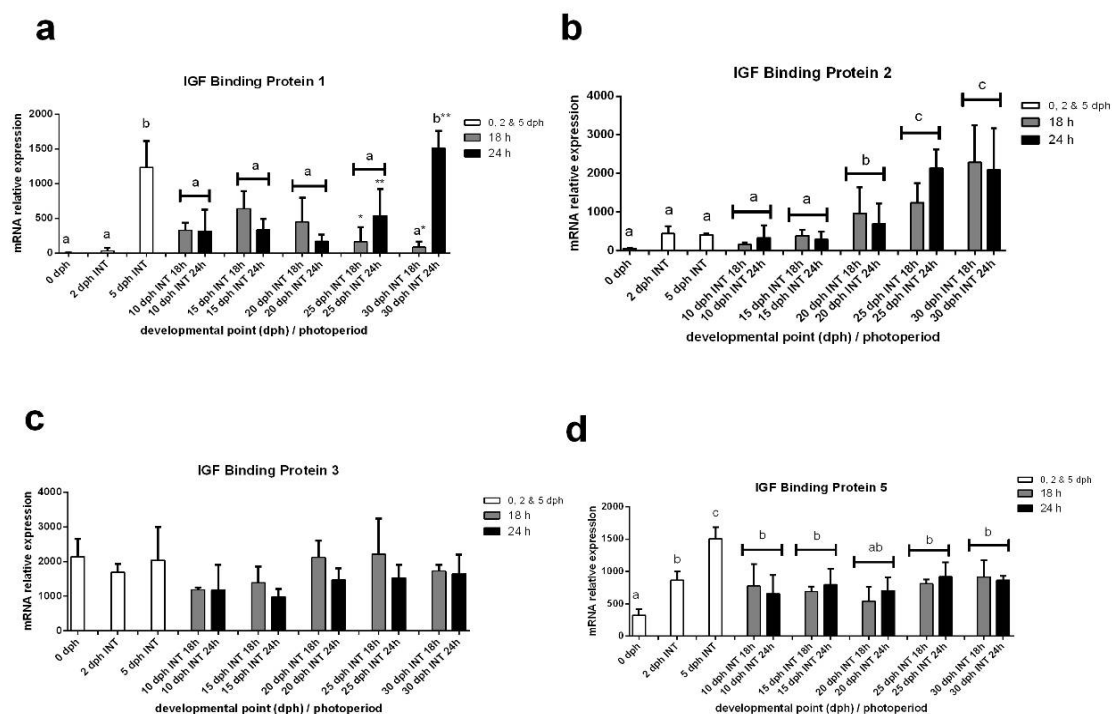 a
IGF Binding Protein 1
mRNA relative expression
2000
1500
1000
500
0
a
a
b
a
a
a
a
*
**
a*
b**
0, 2 & 5 dph
18 h
24 h
0 dph
2 dph INT
5 dph INT
10 dph INT 18h
10 dph INT 24h
15 dph INT 18h
15 dph INT 24h
20 dph INT 18h
20 dph INT 24h
25 dph INT 18h
25 dph INT 24h
30 dph INT 18h
30 dph INT 24h
developmental point (dph) / photoperiod
b
IGF Binding Protein 2
mRNA relative expression
4000
3000
2000
1000
0
a
a
a
a
a
b
c
c
0, 2 & 5 dph
18 h
24 h
0 dph
2 dph INT
5 dph INT
10 dph INT 18h
10 dph INT 24h
15 dph INT 18h
15 dph INT 24h
20 dph INT 18h
20 dph INT 24h
25 dph INT 18h
25 dph INT 24h
30 dph INT 18h
30 dph INT 24h
developmental point (dph) / photoperiod
c
IGF Binding Protein 3
mRNA relative expression
4000
3000
2000
1000
0
0, 2 & 5 dph
18 h
24 h
0 dph
2 dph INT
5 dph INT
10 dph INT 18h
10 dph INT 24h
15 dph INT 18h
15 dph INT 24h
20 dph INT 18h
20 dph INT 24h
25 dph INT 18h
25 dph INT 24h
30 dph INT 18h
30 dph INT 24h
developmental point (dph) / photoperiod
d
IGF Binding Protein 5
mRNA relative expression
2000
1500
1000
500
0
a
b
c
b
b
ab
b
b
0, 2 & 5 dph
18 h
24 h
0 dph
2 dph INT
5 dph INT
10 dph INT 18h
10 dph INT 24h
15 dph INT 18h
15 dph INT 24h
20 dph INT 18h
20 dph INT 24h
25 dph INT 18h
25 dph INT 24h
30 dph INT 18h
30 dph INT 24h
developmental point (dph) / photoperiod